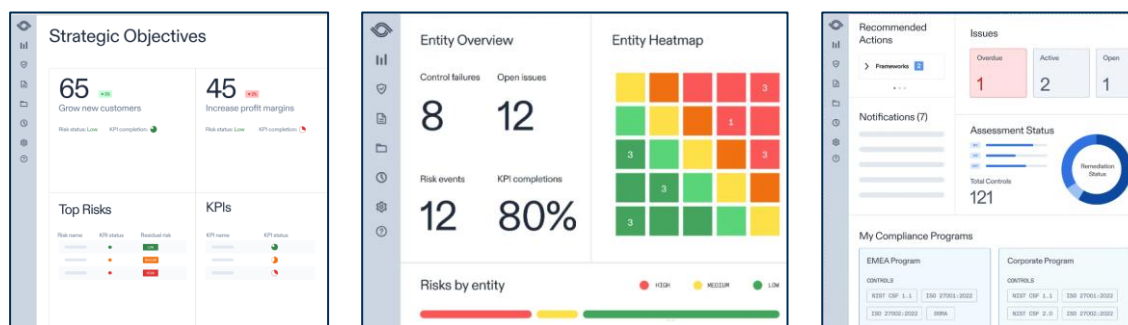 Strategic Objectives
65
Grow new customers
Risk status: Low KPI completion:
45
Increase profit margins
Risk status: Low KPI completion:
Top Risks
Risk name KRI status Residual risk
LOW
MEDIUM
HIGH
KPIs
KPI name KPI status
Entity Overview
Control failures Open issues
8 12
Risk events KPI completions
12 80%
Entity Heatmap
3
1
3 3
3
3
Risks by entity
HIGH MEDIUM LOW
Recommended
Actions
Frameworks 2
Notifications (7)
Issues
Overdue Active Open
1 2 1
Assessment Status
Total Controls
121
Remediation
Status
My Compliance Programs
EMEA Program
CONTROLS
NIST CSF 1.1 ISO 27001:2022
ISO 27002:2022 DORA
Corporate Program
CONTROLS
NIST CSF 1.1 ISO 27001:2022
NIST CSF 2.0 ISO 27002:2022